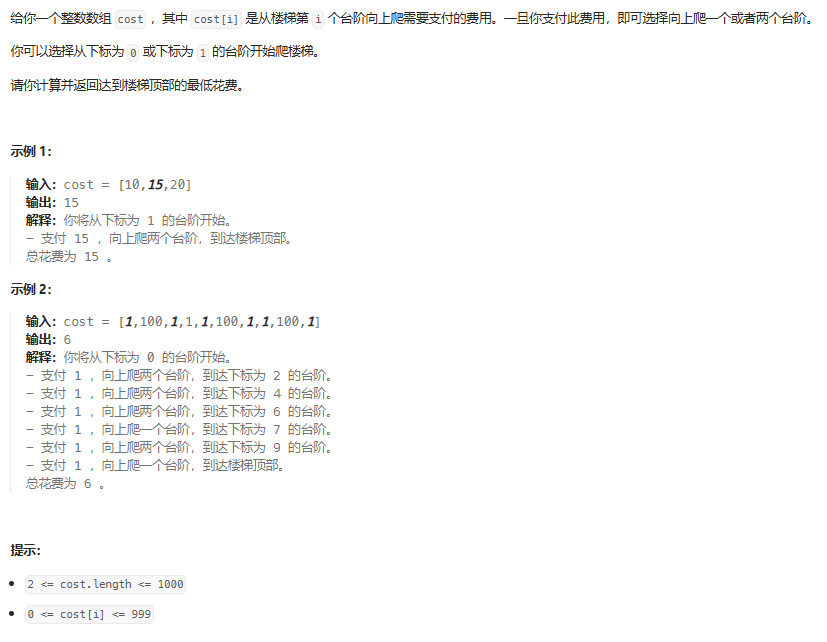 给你一个整数数组 cost ，其中 cost[i] 是从楼梯第 i 个台阶向上爬需要支付的费用。一旦你支付此费用，即可选择向上爬一个或者两个台阶。
你可以选择从下标为 0 或下标为 1 的台阶开始爬楼梯。
请你计算并返回达到楼梯顶部的最低花费。
示例 1：
输入：cost = [10,15,20]
输出：15
解释：你将从下标为 1 的台阶开始。
- 支付 15 ，向上爬两个台阶，到达楼梯顶部。
总花费为 15 。
示例 2：
输入：cost = [1,100,1,1,1,100,1,1,100,1]
输出：6
解释：你将从下标为 0 的台阶开始。
- 支付 1 ，向上爬两个台阶，到达下标为 2 的台阶。
- 支付 1 ，向上爬两个台阶，到达下标为 4 的台阶。
- 支付 1 ，向上爬两个台阶，到达下标为 6 的台阶。
- 支付 1 ，向上爬一个台阶，到达下标为 7 的台阶。
- 支付 1 ，向上爬两个台阶，到达下标为 9 的台阶。
- 支付 1 ，向上爬一个台阶，到达楼梯顶部。
总花费为 6 。
提示：
• 2 <= cost.length <= 1000
• 0 <= cost[i] <= 999